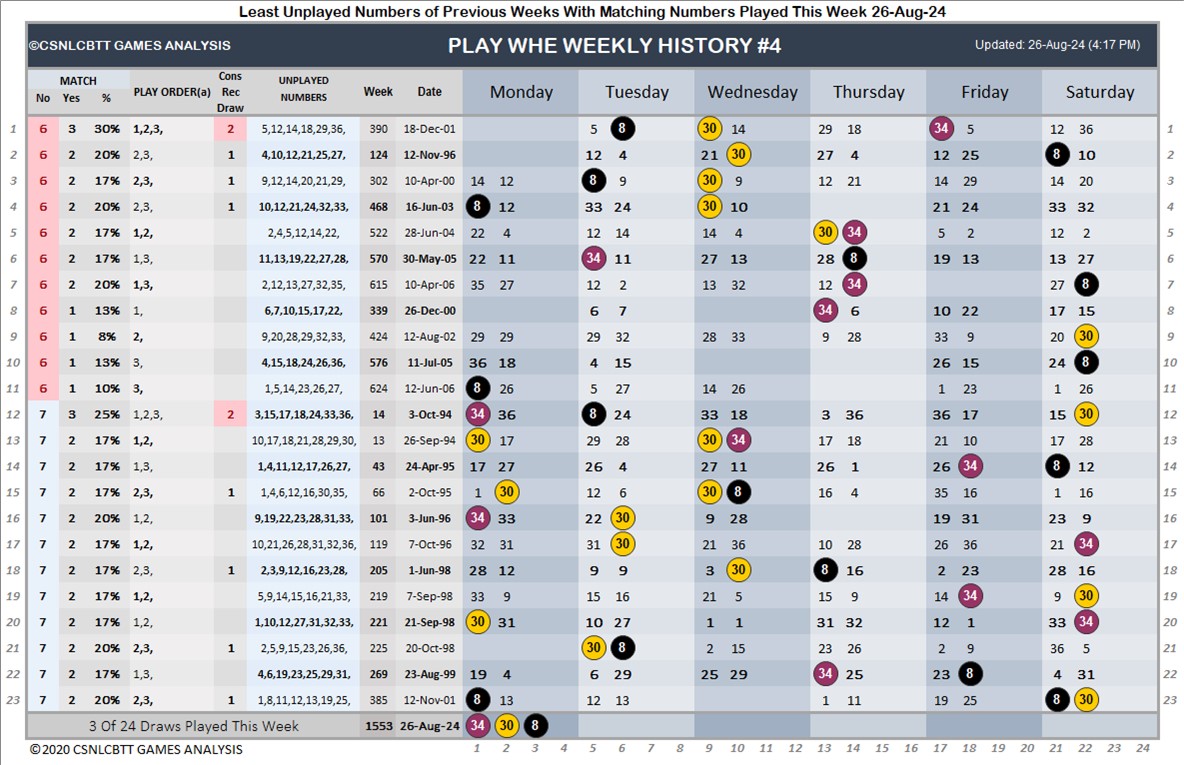 Least Unplayed Numbers of Previous Weeks With Matching Numbers Played This Week 26-Aug-24
©CSNLCBTT GAMES ANALYSIS PLAY WHE WEEKLY HISTORY #4 Updated: 26-Aug-24 (4:17 PM)
MATCH
No Yes % PLAY ORDER(a) Cons Rec Draw UNPLAYED NUMBERS Week Date Monday Tuesday Wednesday Thursday Friday Saturday
1 6 3 30% 1,2,3, 2 5,12,14,18,29,36, 390 18-Dec-01 5 8 30 14 29 18 34 5 12 36 1
2 6 2 20% 2,3, 1 4,10,12,21,25,27, 124 12-Nov-96 12 4 21 30 27 4 12 25 8 10 2
3 6 2 17% 2,3, 1 9,12,14,20,21,29, 302 10-Apr-00 14 12 8 9 30 9 12 21 14 29 14 20 3
4 6 2 20% 2,3, 1 10,12,21,24,32,33, 468 16-Jun-03 8 12 33 24 30 10 21 24 33 32 4
5 6 2 17% 1,2, 2,4,5,12,14,22, 522 28-Jun-04 22 4 12 14 14 4 30 34 5 2 12 2 5
6 6 2 17% 1,3, 11,13,19,22,27,28, 570 30-May-05 22 11 34 11 27 13 28 8 19 13 13 27 6
7 6 2 20% 1,3, 2,12,13,27,32,35, 615 10-Apr-06 35 27 12 2 13 32 12 34 27 8 7
8 6 1 13% 1, 6,7,10,15,17,22, 339 26-Dec-00 6 7 34 6 10 22 17 15 8
9 6 1 8% 2, 9,20,28,29,32,33, 424 12-Aug-02 29 29 29 32 28 33 9 28 33 9 20 30 9
10 6 1 13% 3, 4,15,18,24,26,36, 576 11-Jul-05 36 18 4 15 26 15 24 8 10
11 6 1 10% 3, 1,5,14,23,26,27, 624 12-Jun-06 8 26 5 27 14 26 1 23 1 26 11
12 7 3 25% 1,2,3, 2 3,15,17,18,24,33,36, 14 3-Oct-94 34 36 8 24 33 18 3 36 36 17 15 30 12
13 7 2 17% 1,2, 10,17,18,21,28,29,30, 13 26-Sep-94 30 17 29 28 30 34 17 18 21 10 17 28 13
14 7 2 17% 1,3, 1,4,11,12,17,26,27, 43 24-Apr-95 17 27 26 4 27 11 26 1 26 34 8 12 14
15 7 2 17% 2,3, 1 1,4,6,12,16,30,35, 66 2-Oct-95 1 30 12 6 30 8 16 4 35 16 1 16 15
16 7 2 20% 1,2, 9,19,22,23,28,31,33, 101 3-Jun-96 34 33 22 30 9 28 19 31 23 9 16
17 7 2 17% 1,2, 10,21,26,28,31,32,36, 119 7-Oct-96 32 31 31 30 21 36 10 28 26 36 21 34 17
18 7 2 17% 2,3, 1 2,3,9,12,16,23,28, 205 1-Jun-98 28 12 9 9 3 30 8 16 2 23 28 16 18
19 7 2 17% 1,2, 5,9,14,15,16,21,33, 219 7-Sep-98 33 9 15 16 21 5 15 9 14 34 9 30 19
20 7 2 17% 1,2, 1,10,12,27,31,32,33, 221 21-Sep-98 30 31 10 27 1 1 31 32 12 1 33 34 20
21 7 2 20% 2,3, 1 2,5,9,15,23,26,36, 225 20-Oct-98 30 8 2 15 23 26 2 9 36 5 21
22 7 2 17% 1,3, 4,6,19,23,25,29,31, 269 23-Aug-99 19 4 6 29 25 29 34 25 23 8 4 31 22
23 7 2 20% 2,3, 1 1,8,11,12,13,19,25, 385 12-Nov-01 8 13 12 13 1 11 19 25 8 30 23
3 Of 24 Draws Played This Week 1553 26-Aug-24 34 30 8
©2020 CSNLCBTT GAMES ANALYSIS 1 2 3 4 5 6 7 8 9 10 11 12 13 14 15 16 17 18 19 20 21 22 23 24